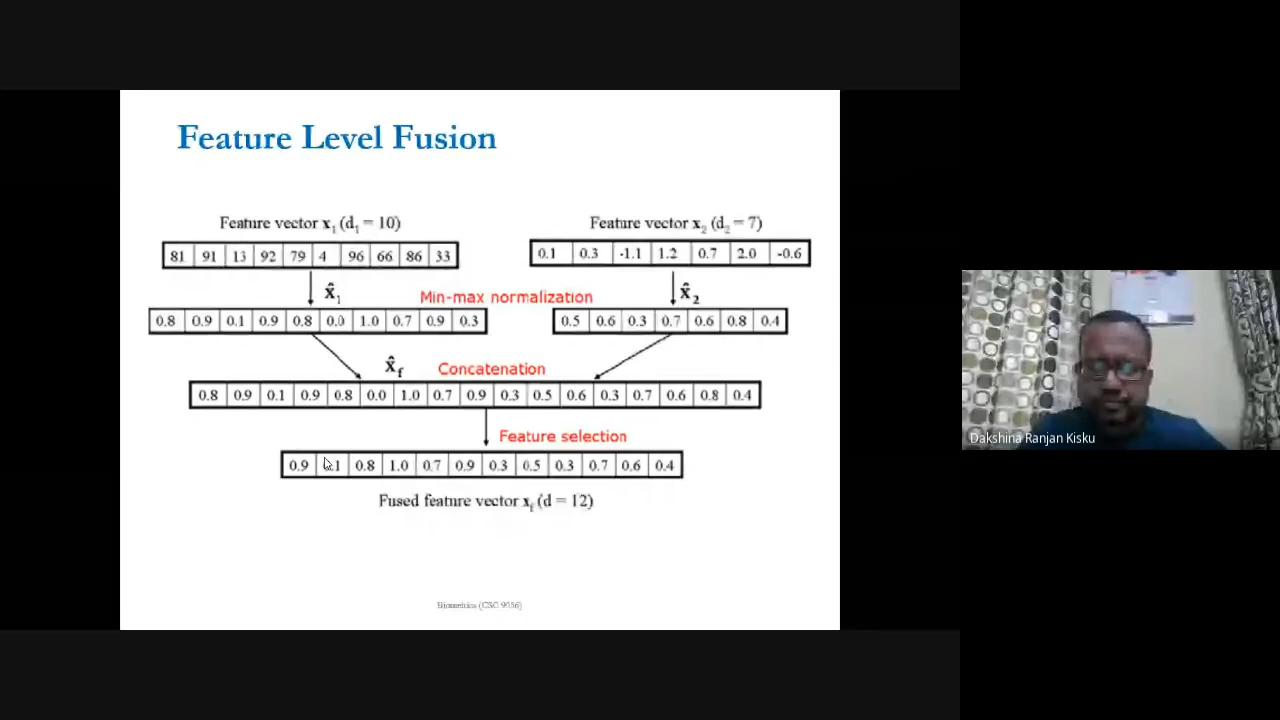 Feature Level Fusion
Feature vector x₁ (d₁ = 10)
Feature vector x₂ (d₂ = 7)
81 91 13 92 79 4 96 66 86 33
0.1 0.3 -1.1 1.2 0.7 2.0 -0.6
x̂₁
Min-max normalization
x̂₂
0.8 0.9 0.1 0.9 0.8 0.0 1.0 0.7 0.9 0.3
0.5 0.6 0.3 0.7 0.6 0.8 0.4
x̂f
Concatenation
0.8 0.9 0.1 0.9 0.8 0.0 1.0 0.7 0.9 0.3 0.5 0.6 0.3 0.7 0.6 0.8 0.4
Feature selection
0.9 .1 0.8 1.0 0.7 0.9 0.3 0.5 0.3 0.7 0.6 0.4
Fused feature vector xf (d = 12)
Biometrics (CSC 9056)
Dakshina Ranjan Kisku